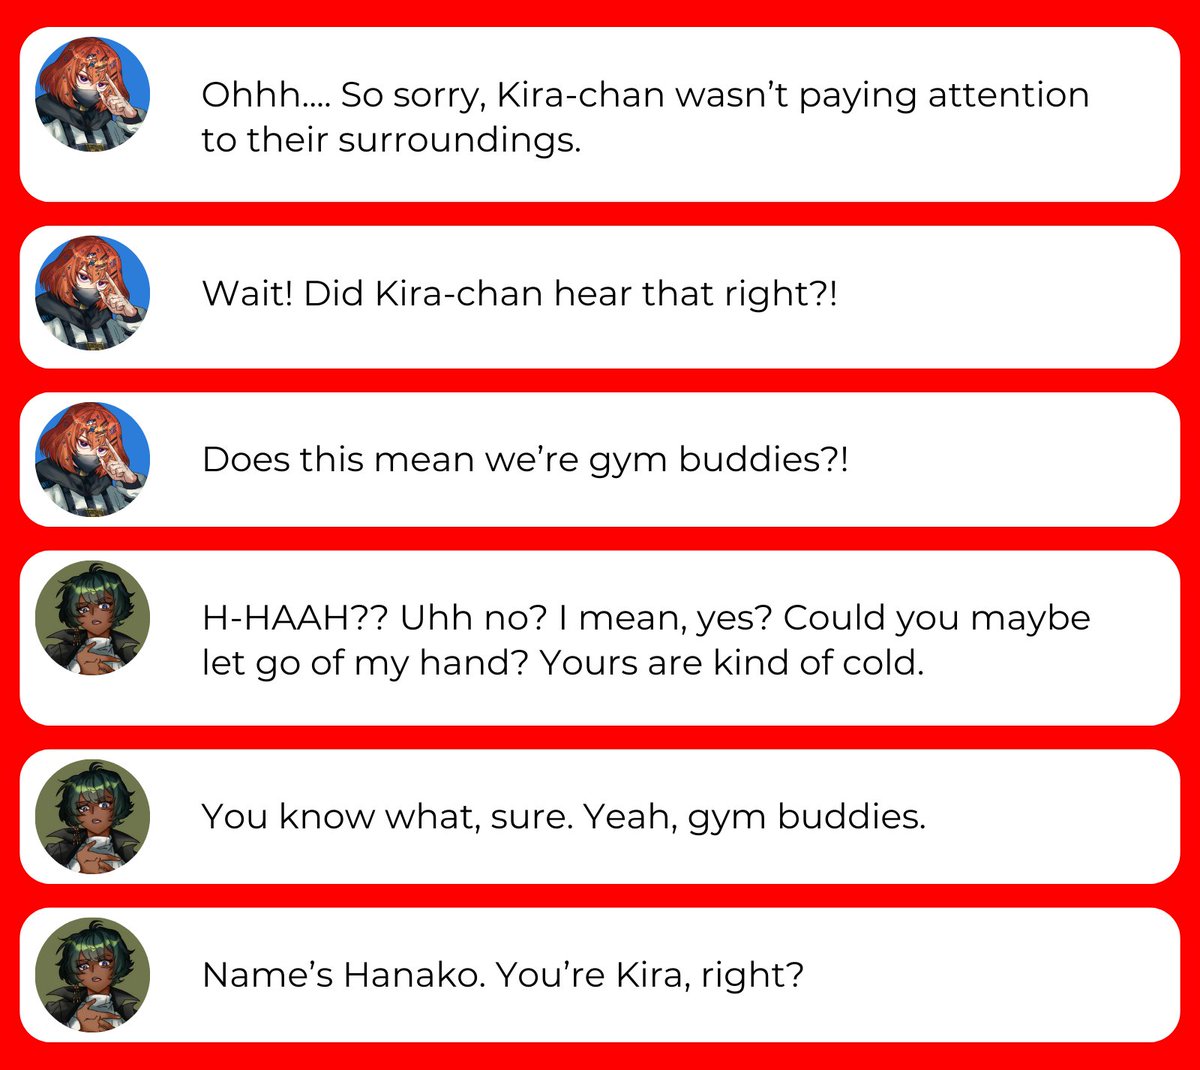 Ohhh.... So sorry, Kira-chan wasn’t paying attention
to their surroundings.
Wait! Did Kira-chan hear that right?!
Does this mean we’re gym buddies?!
H-HAAH?? Uhh no? I mean, yes? Could you maybe
let go of my hand? Yours are kind of cold.
You know what, sure. Yeah, gym buddies.
Name’s Hanako. You’re Kira, right?